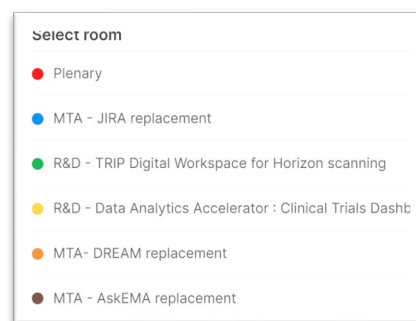 Select room
Plenary
MTA - JIRA replacement
R&D - TRIP Digital Workspace for Horizon scanning
R&D - Data Analytics Accelerator : Clinical Trials Dashb
MTA- DREAM replacement
MTA - AskEMA replacement